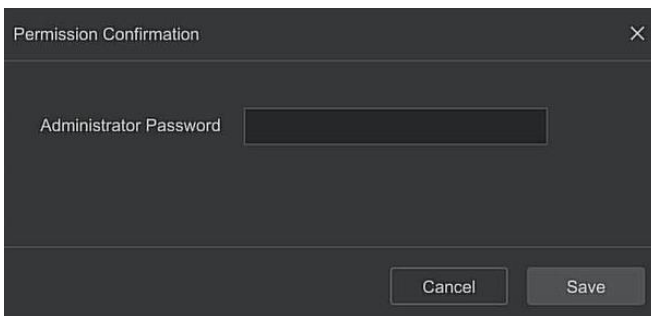 Permission Confirmation
Administrator Password
Cancel Save